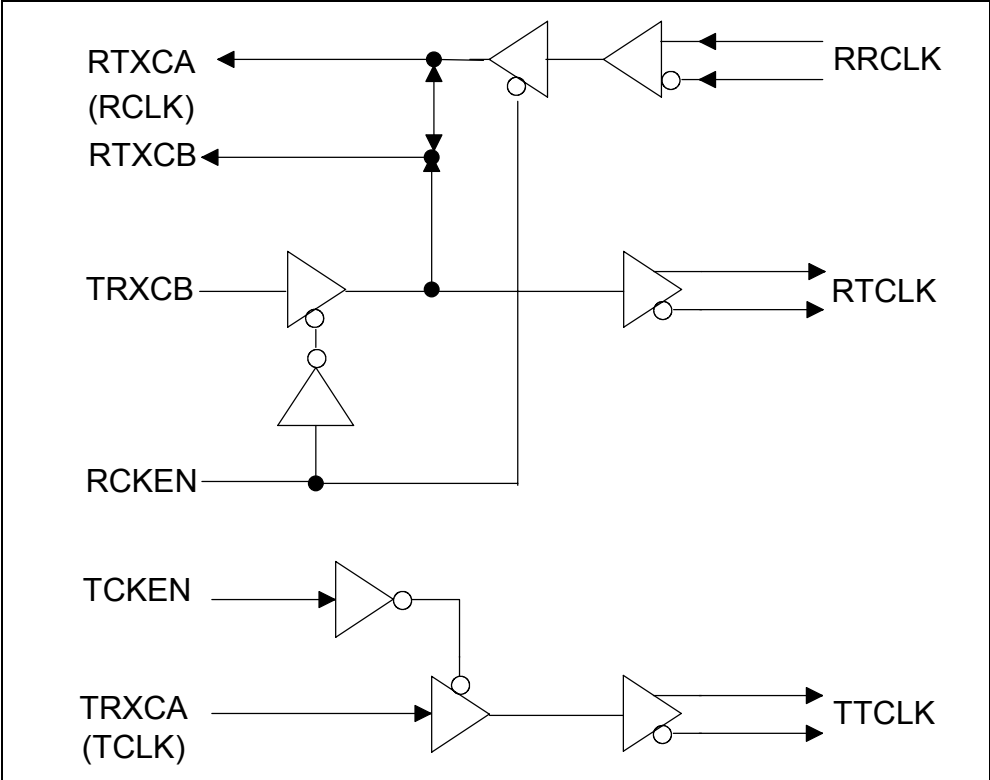 RTXCA
(RCLK)
RRCLK
RTXCB
TRXCB
RTCLK
RCKEN
TCKEN
TRXCA
(TCLK)
TTCLK